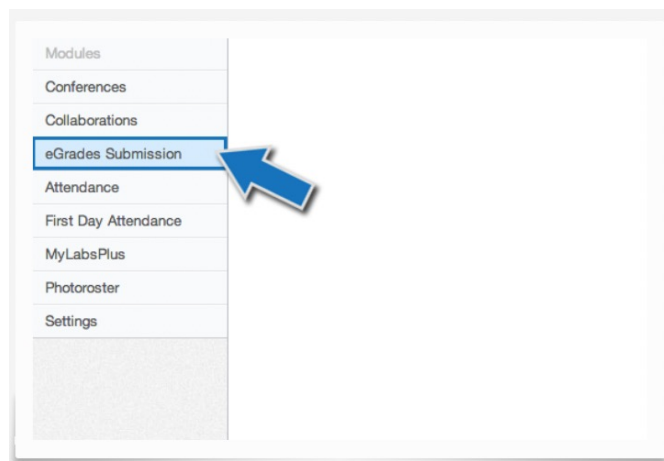 Modules
Conferences
Collaborations
eGrades Submission
Attendance
First Day Attendance
MyLabsPlus
Photoroster
Settings